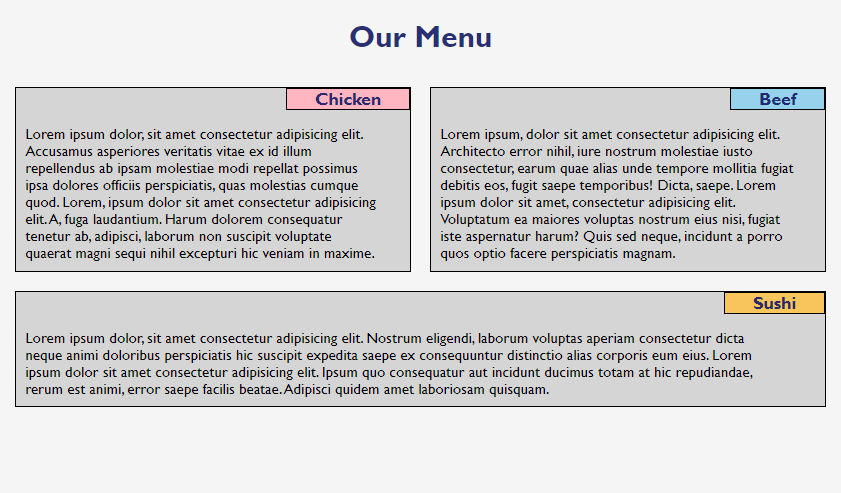 Our Menu
Chicken
Lorem ipsum dolor, sit amet consectetur adipisicing elit.
Accusamus asperiores veritatis vitae ex id illum
repellendus ab ipsam molestiae modi repellat possimus
ipsa dolores officiis perspiciatis, quas molestias cumque
quod. Lorem, ipsum dolor sit amet consectetur adipisicing
elit. A, fuga laudantium. Harum dolorem consequatur
tenetur ab, adipisci, laborum non suscipit voluptate
quaerat magni sequi nihil excepturi hic veniam in maxime.
Beef
Lorem ipsum, dolor sit amet consectetur adipisicing elit.
Architecto error nihil, iure nostrum molestiae iusto
consectetur, earum quae alias unde tempore mollitia fugiat
debitis eos, fugit saepe temporibus! Dicta, saepe. Lorem
ipsum dolor sit amet, consectetur adipisicing elit.
Voluptatum ea maiores voluptas nostrum eius nisi, fugiat
iste aspernatur harum? Quis sed neque, incidunt a porro
quos optio facere perspiciatis magnam.
Sushi
Lorem ipsum dolor, sit amet consectetur adipisicing elit. Nostrum eligendi, laborum voluptas aperiam consectetur dicta
neque animi doloribus perspiciatis hic suscipit expedita saepe ex consequuntur distinctio alias corporis eum eius. Lorem
ipsum dolor sit amet consectetur adipisicing elit. Ipsum quo consequatur aut incidunt ducimus totam at hic repudiandae,
rerum est animi, error saepe facilis beatae. Adipisci quidem amet laboriosam quisquam.